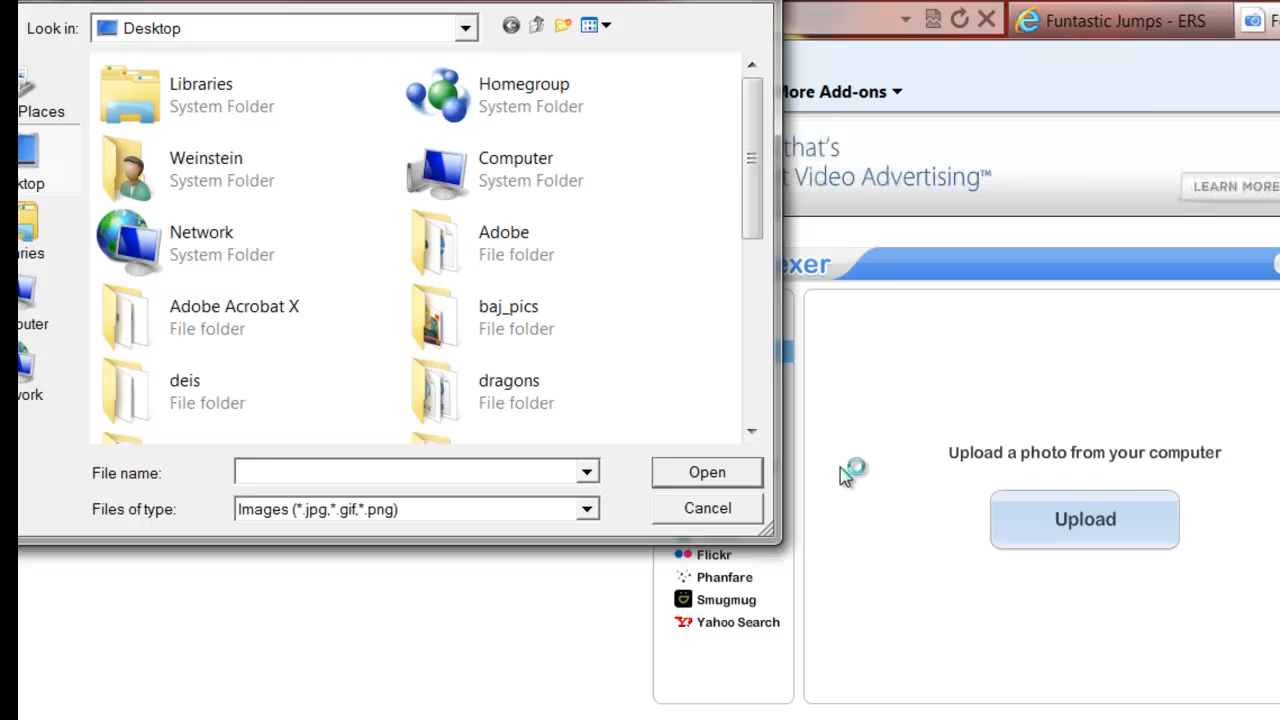 Look in:
Desktop
Funtastic Jumps - ERS
Places
ktop
ries
uter
work
Libraries
System Folder
Homegroup
System Folder
Weinstein
System Folder
Computer
System Folder
Network
System Folder
Adobe
File folder
Adobe Acrobat X
File folder
baj_pics
File folder
deis
File folder
dragons
File folder
File name:
Open
Files of type:
Images (*.jpg,*.gif,*.png)
Cancel
More Add-ons
that's
t Video Advertising™
LEARN MORE
exer
Upload a photo from your computer
Upload
Flickr
Phanfare
Smugmug
Yahoo Search